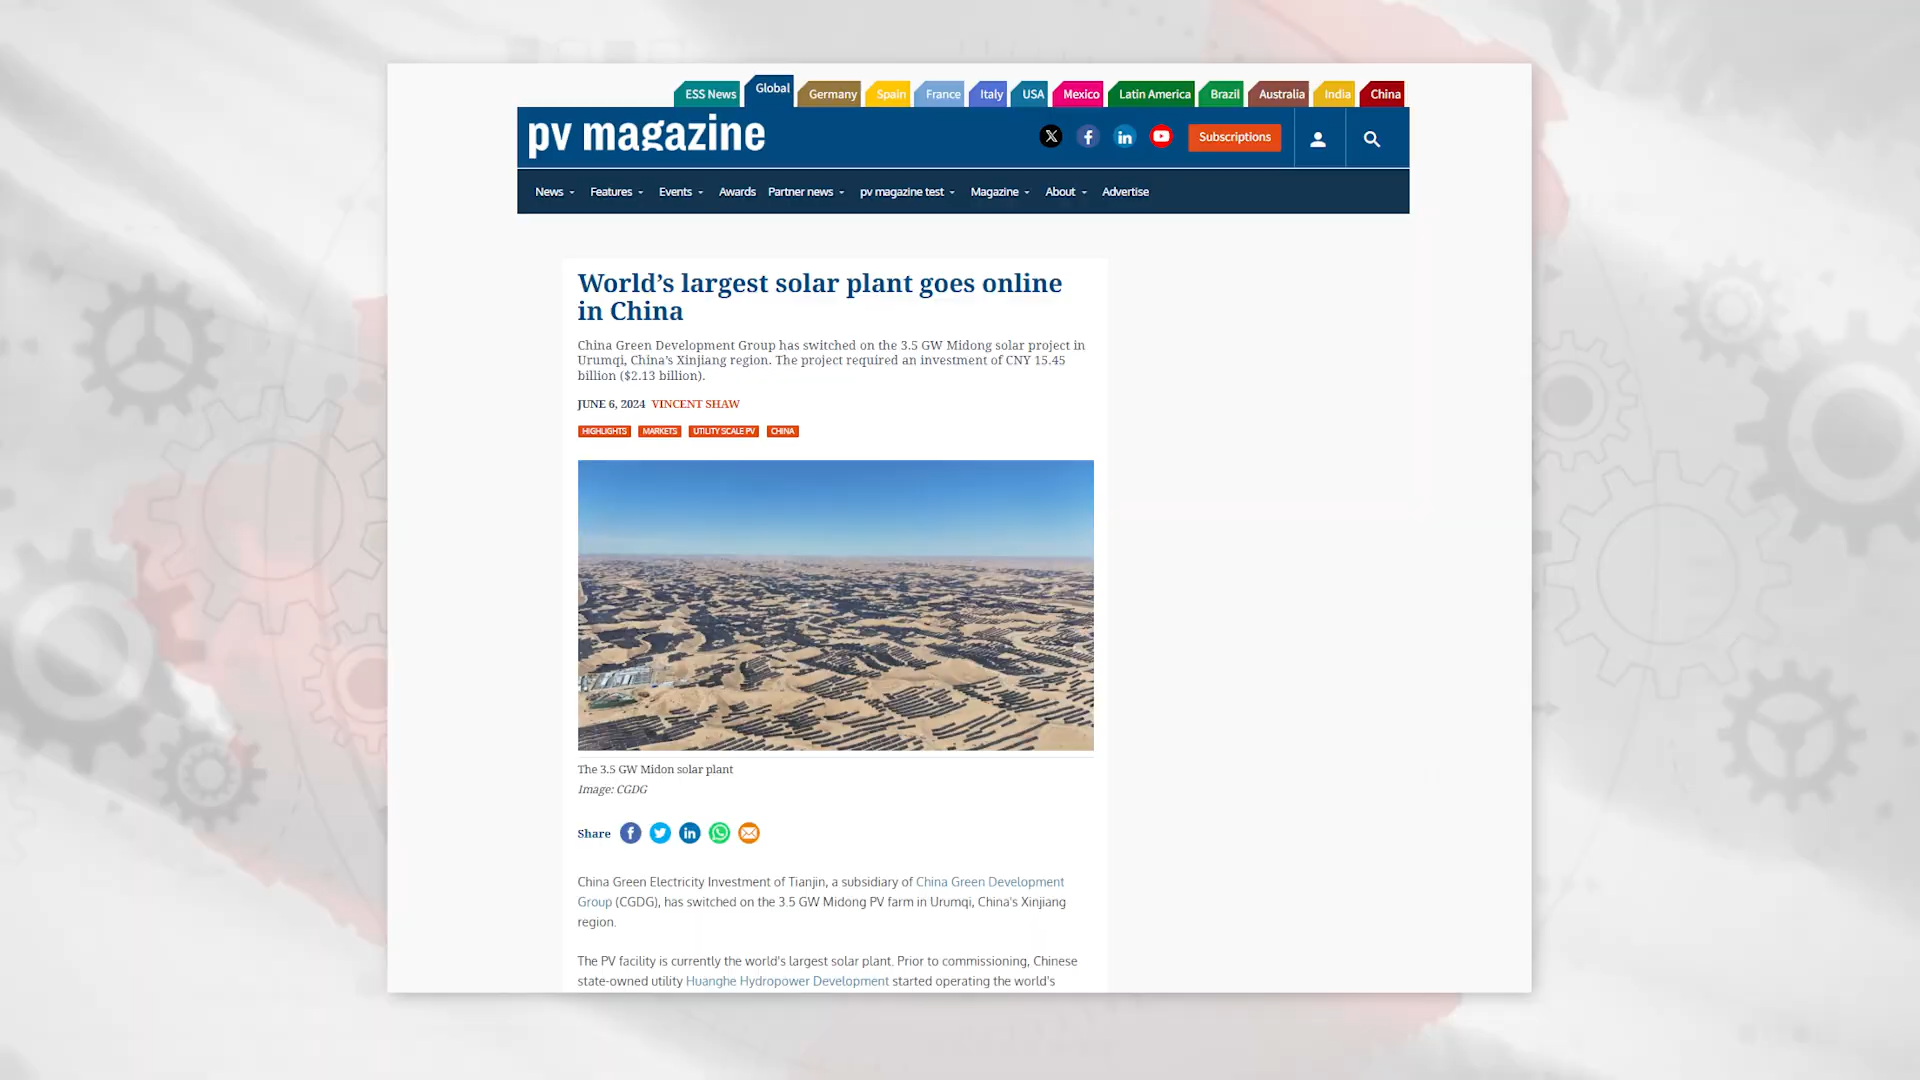 ESS News Global Germany Spain France Italy USA Mexico Latin America Brazil Australia India China
pv magazine
Subscriptions
News Features Events Awards Partner news pv magazine test Magazine About Advertise
World’s largest solar plant goes online
in China
China Green Development Group has switched on the 3.5 GW Midong solar project in
Urumqi, China’s Xinjiang region. The project required an investment of CNY 15.45
billion ($2.13 billion).
JUNE 6, 2024 VINCENT SHAW
HIGHLIGHTS MARKETS UTILITY SCALE PV CHINA
The 3.5 GW Midon solar plant
Image: CGDG
Share
China Green Electricity Investment of Tianjin, a subsidiary of China Green Development
Group (CGDG), has switched on the 3.5 GW Midong PV farm in Urumqi, China's Xinjiang
region.
The PV facility is currently the world's largest solar plant. Prior to commissioning, Chinese
state-owned utility Huanghe Hydropower Development started operating the world's